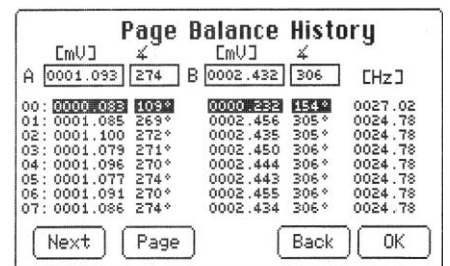 Page Balance History
[mV] ∡ [mV] ∡
A 0001.093 274 B 0002.432 306 [Hz]
00: 0000.083 109° 0000.232 154° 0027.02
01: 0001.085 269° 0002.456 305° 0024.78
02: 0001.100 272° 0002.435 305° 0024.78
03: 0001.079 271° 0002.450 306° 0024.78
04: 0001.096 270° 0002.444 306° 0024.78
05: 0001.077 274° 0002.443 306° 0024.78
06: 0001.091 270° 0002.455 306° 0024.78
07: 0001.086 274° 0002.434 306° 0024.78
Next Page Back OK